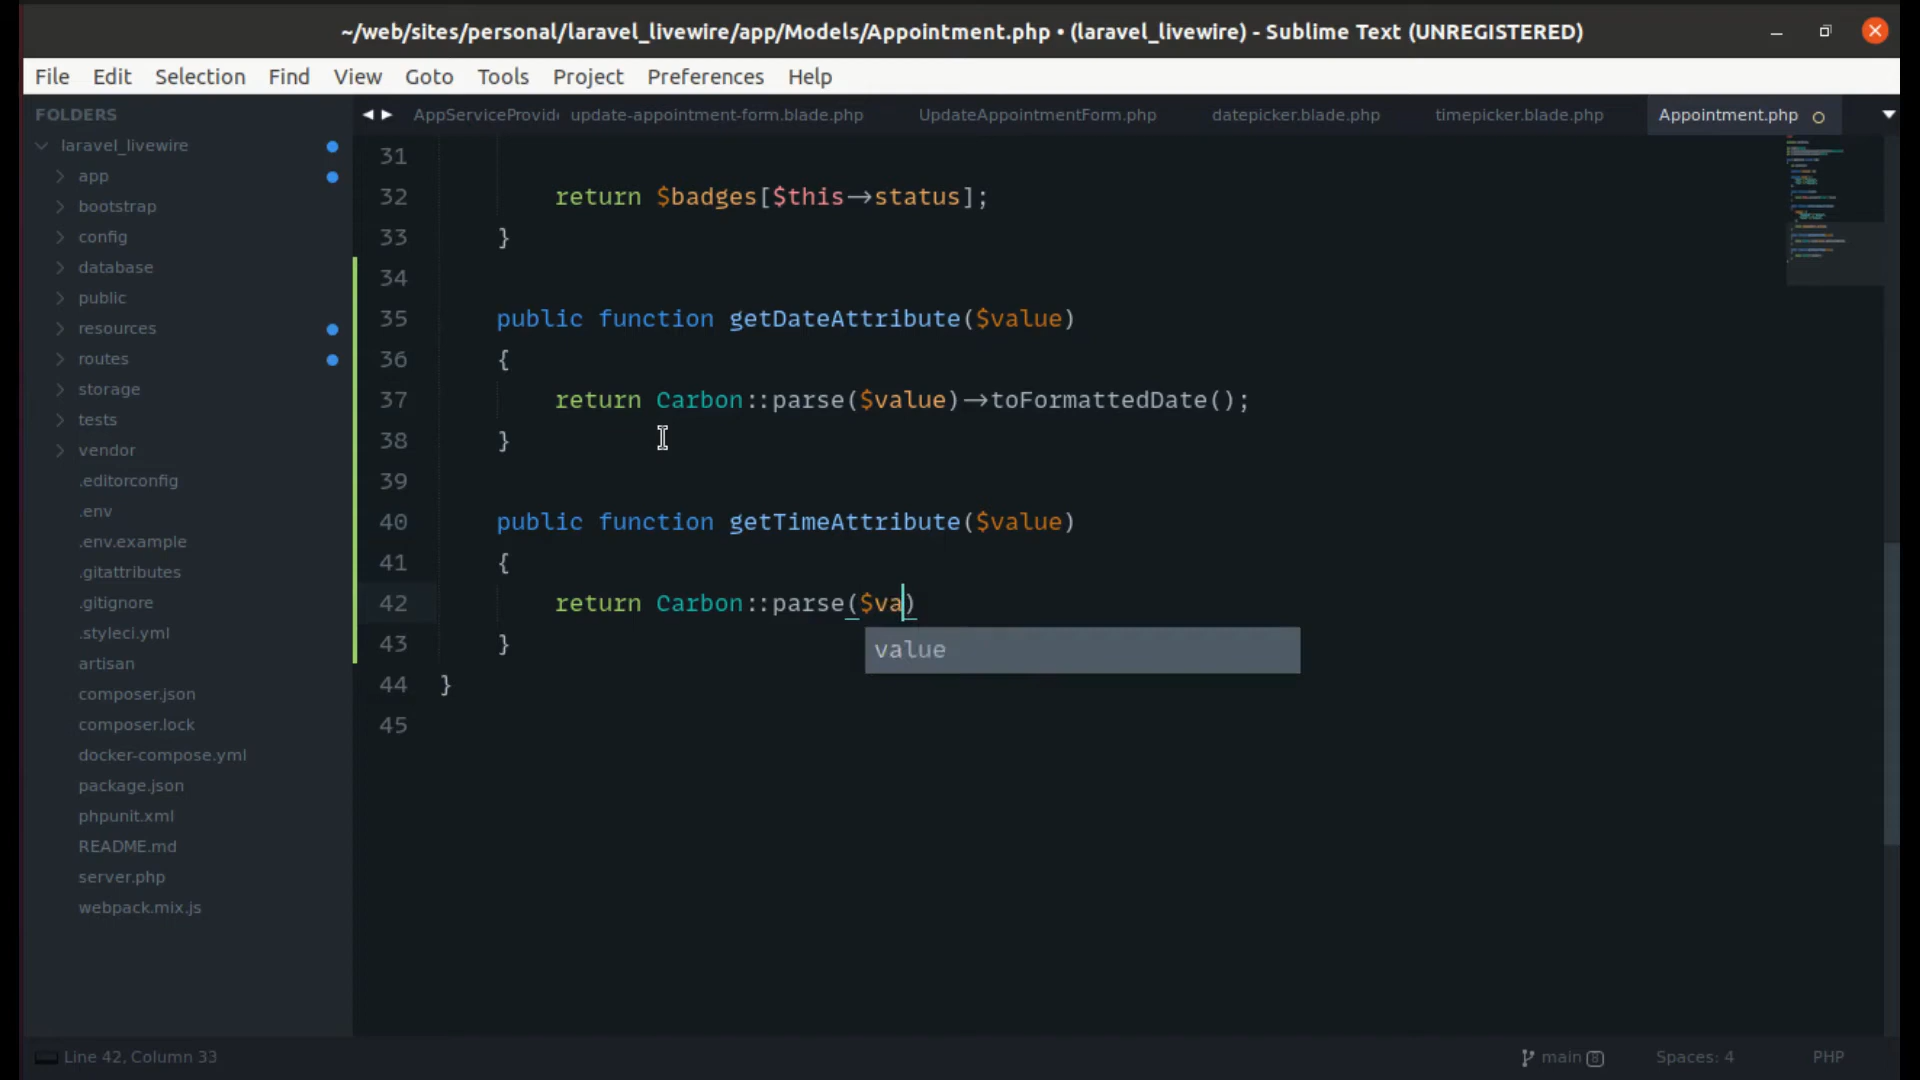 ~/web/sites/personal/laravel_livewire/app/Models/Appointment.php • (laravel_livewire) - Sublime Text (UNREGISTERED)
File Edit Selection Find View Goto Tools Project Preferences Help
FOLDERS
laravel_livewire
app
bootstrap
config
database
public
resources
routes
storage
tests
vendor
.editorconfig
.env
.env.example
.gitattributes
.gitignore
.styleci.yml
artisan
composer.json
composer.lock
docker-compose.yml
package.json
phpunit.xml
README.md
server.php
webpack.mix.js
AppServiceProvid update-appointment-form.blade.php UpdateAppointmentForm.php datepicker.blade.php timepicker.blade.php Appointment.php
31
32 return $badges[$this->status];
33 }
34
35 public function getDateAttribute($value)
36 {
37 return Carbon::parse($value)->toFormattedDate();
38 }
39
40 public function getTimeAttribute($value)
41 {
42 return Carbon::parse($va)
value
43 }
44 }
45
Line 42, Column 33 main 8 Spaces: 4 PHP